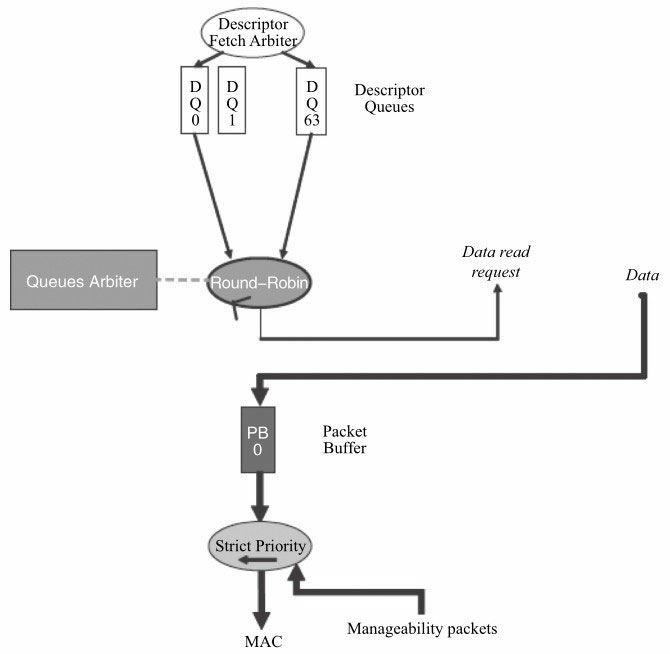 Descriptor
Fetch Arbiter
D
Q
0
D
Q
1
D
Q
63
Descriptor
Queues
Queues Arbiter
Round–Robin
Data read
request
Data
PB
0
Packet
Buffer
Strict Priority
Manageability packets
MAC